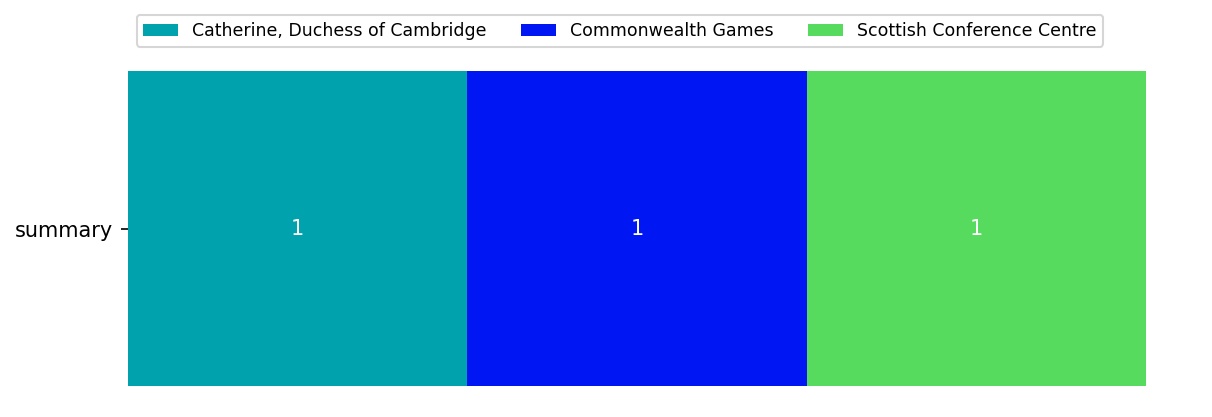 Catherine, Duchess of Cambridge Commonwealth Games Scottish Conference Centre
summary 1 1 1